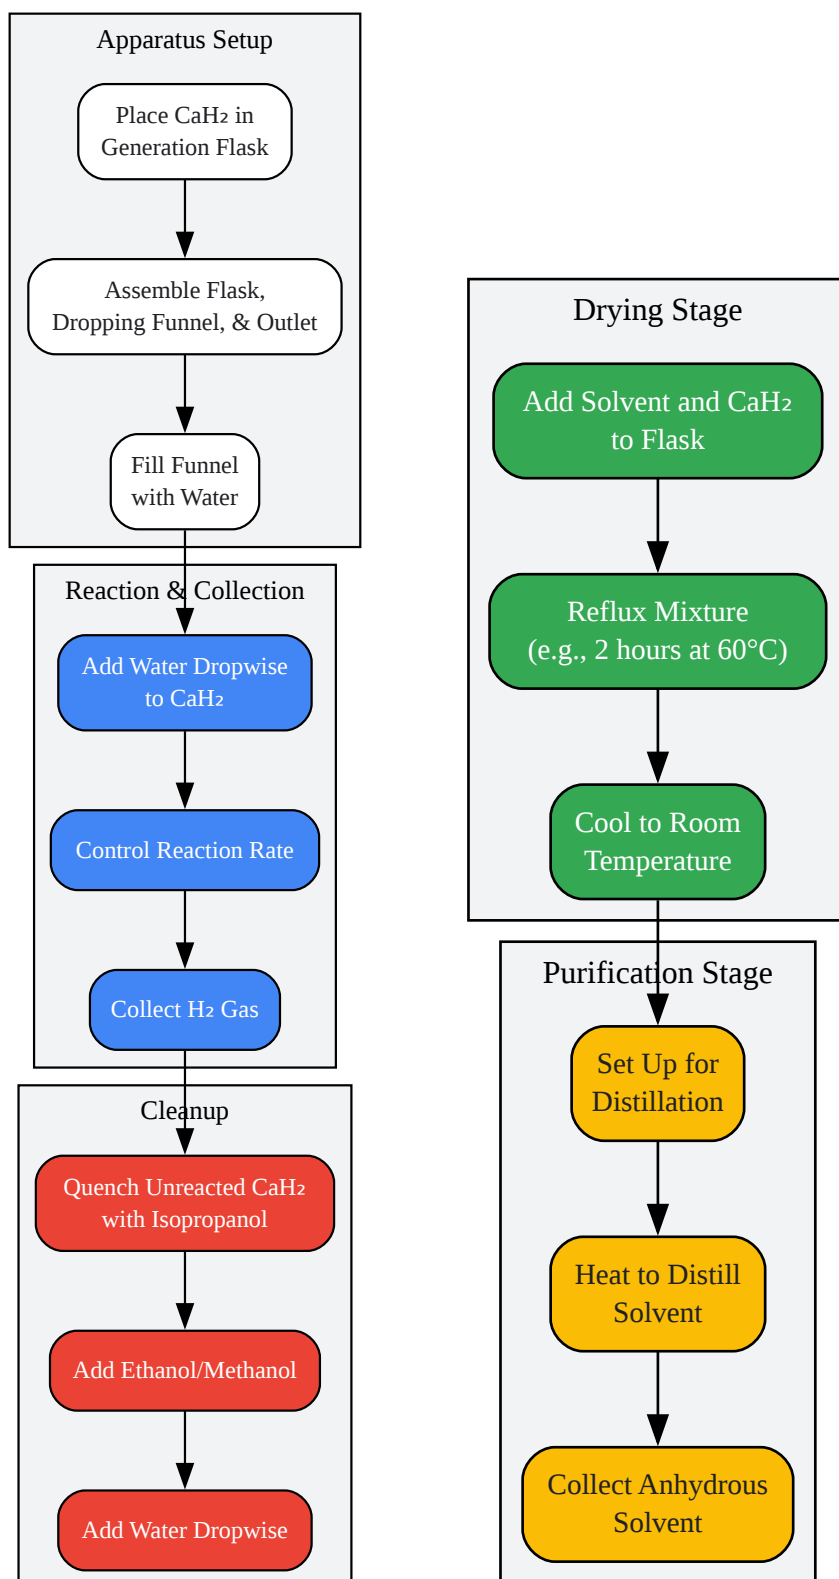 Apparatus Setup
Place CaH₂ in
Generation Flask
Assemble Flask,
Dropping Funnel, & Outlet
Fill Funnel
with Water
Reaction & Collection
Add Water Dropwise
to CaH₂
Control Reaction Rate
Collect H₂ Gas
Cleanup
Quench Unreacted CaH₂
with Isopropanol
Add Ethanol/Methanol
Add Water Dropwise
Drying Stage
Add Solvent and CaH₂
to Flask
Reflux Mixture
(e.g., 2 hours at 60°C)
Cool to Room
Temperature
Purification Stage
Set Up for
Distillation
Heat to Distill
Solvent
Collect Anhydrous
Solvent